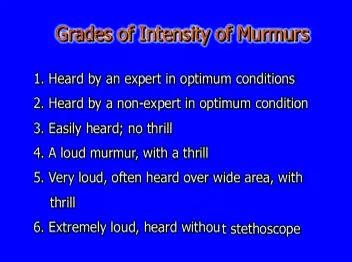 Grades of Intensity of Murmurs
1. Heard by an expert in optimum conditions
2. Heard by a non-expert in optimum condition
3. Easily heard; no thrill
4. A loud murmur, with a thrill
5. Very loud, often heard over wide area, with
thrill
6. Extremely loud, heard without stethoscope